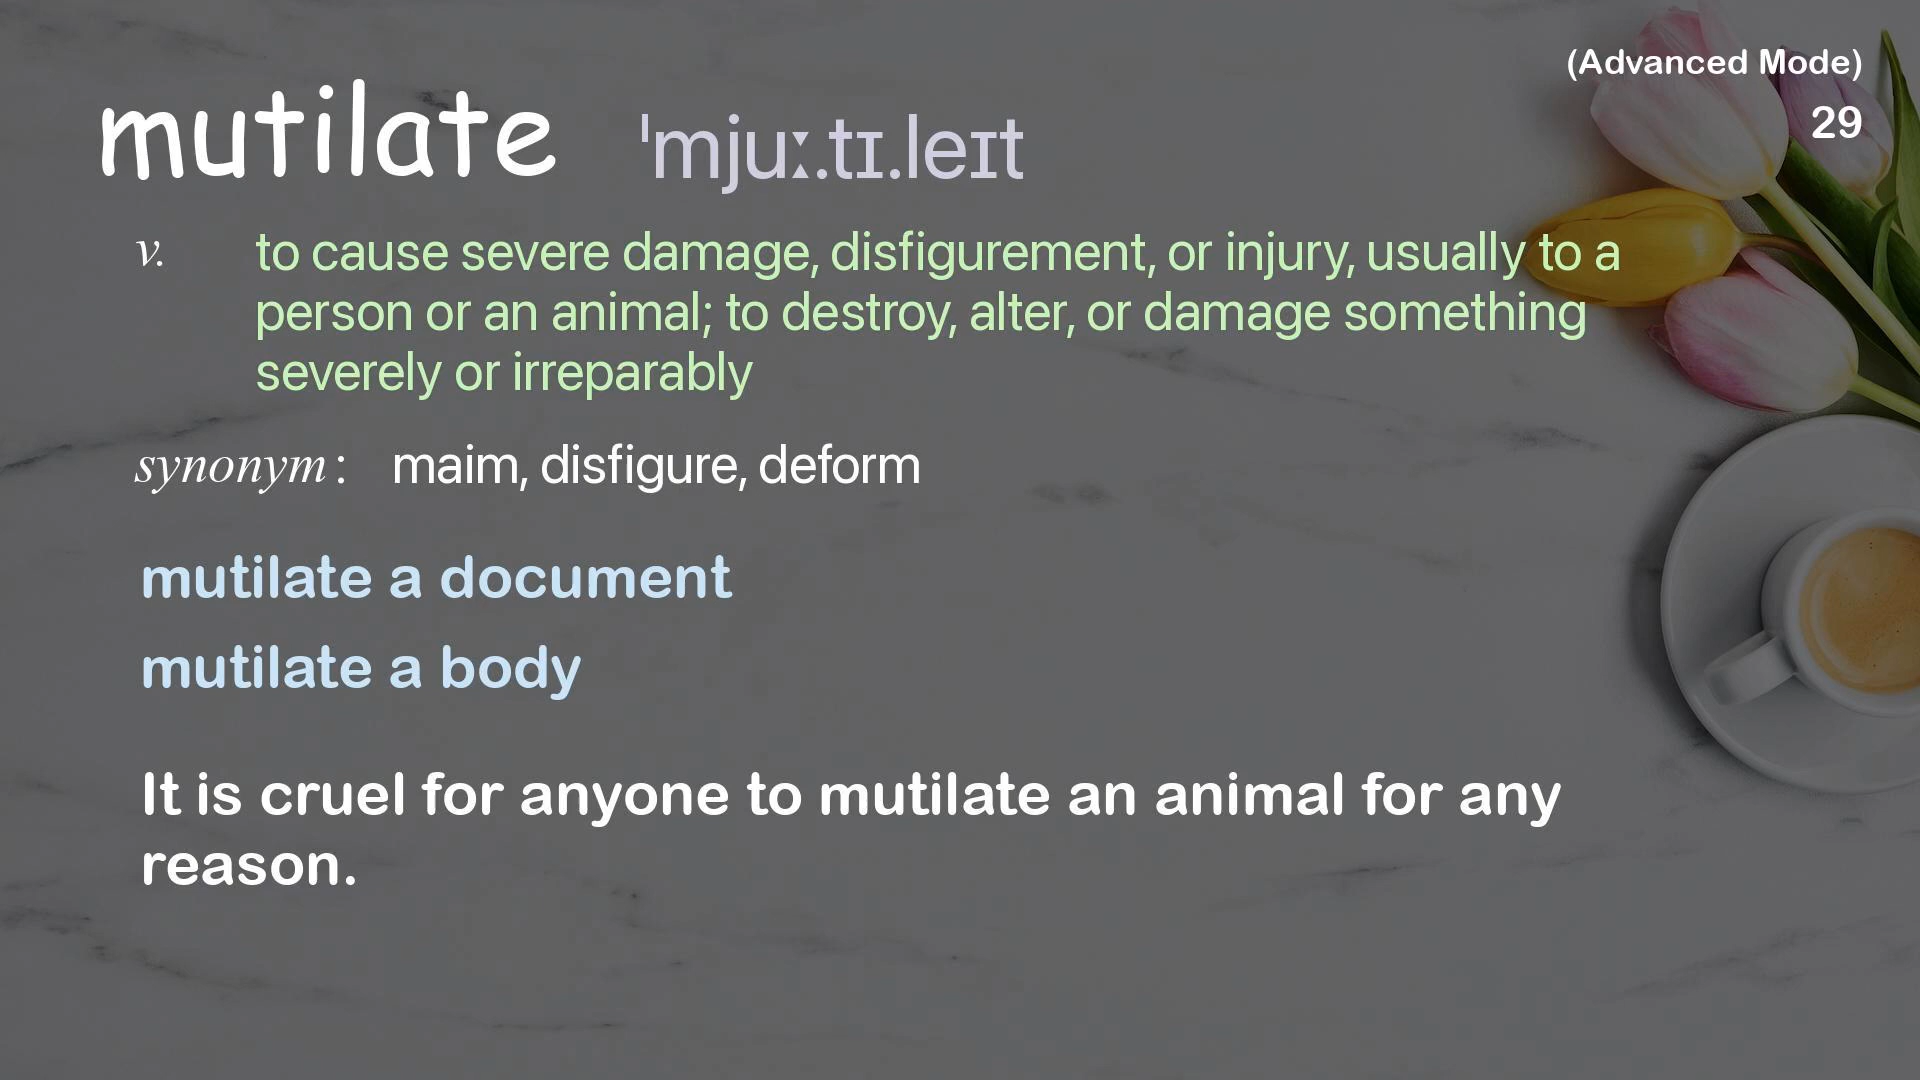 (Advanced Mode)
mutilate ˈmjuː.tɪ.leɪt
29
v. to cause severe damage, disfigurement, or injury, usually to a
person or an animal; to destroy, alter, or damage something
severely or irreparably
synonym : maim, disfigure, deform
mutilate a document
mutilate a body
It is cruel for anyone to mutilate an animal for any
reason.